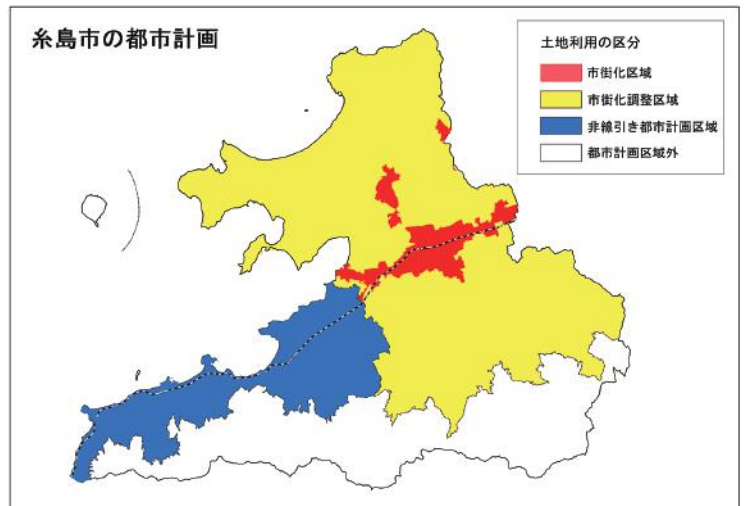 糸島市の都市計画
土地利用の区分
市街化区域
市街化調整区域
非線引き都市計画区域
都市計画区域外